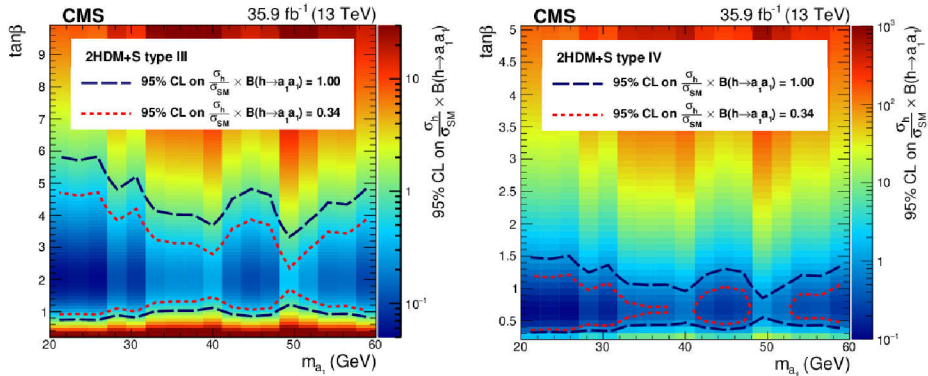 CMS 35.9 fb⁻¹ (13 TeV)
tanβ
9
8
7
6
5
4
3
2
1
2HDM+S type III
95% CL on σh/σSM × B(h→a₁a₁) = 1.00
95% CL on σh/σSM × B(h→a₁a₁) = 0.34
20 30 40 50 60
m a₁ (GeV)
10
1
10⁻¹
95% CL on σh/σSM × B(h→a₁a₁)
CMS 35.9 fb⁻¹ (13 TeV)
tanβ
5
4.5
4
3.5
3
2.5
2
1.5
1
0.5
2HDM+S type IV
95% CL on σh/σSM × B(h→a₁a₁) = 1.00
95% CL on σh/σSM × B(h→a₁a₁) = 0.34
20 30 40 50 60
m a₁ (GeV)
10³
10²
10
1
10⁻¹
95% CL on σh/σSM × B(h→a₁a₁)